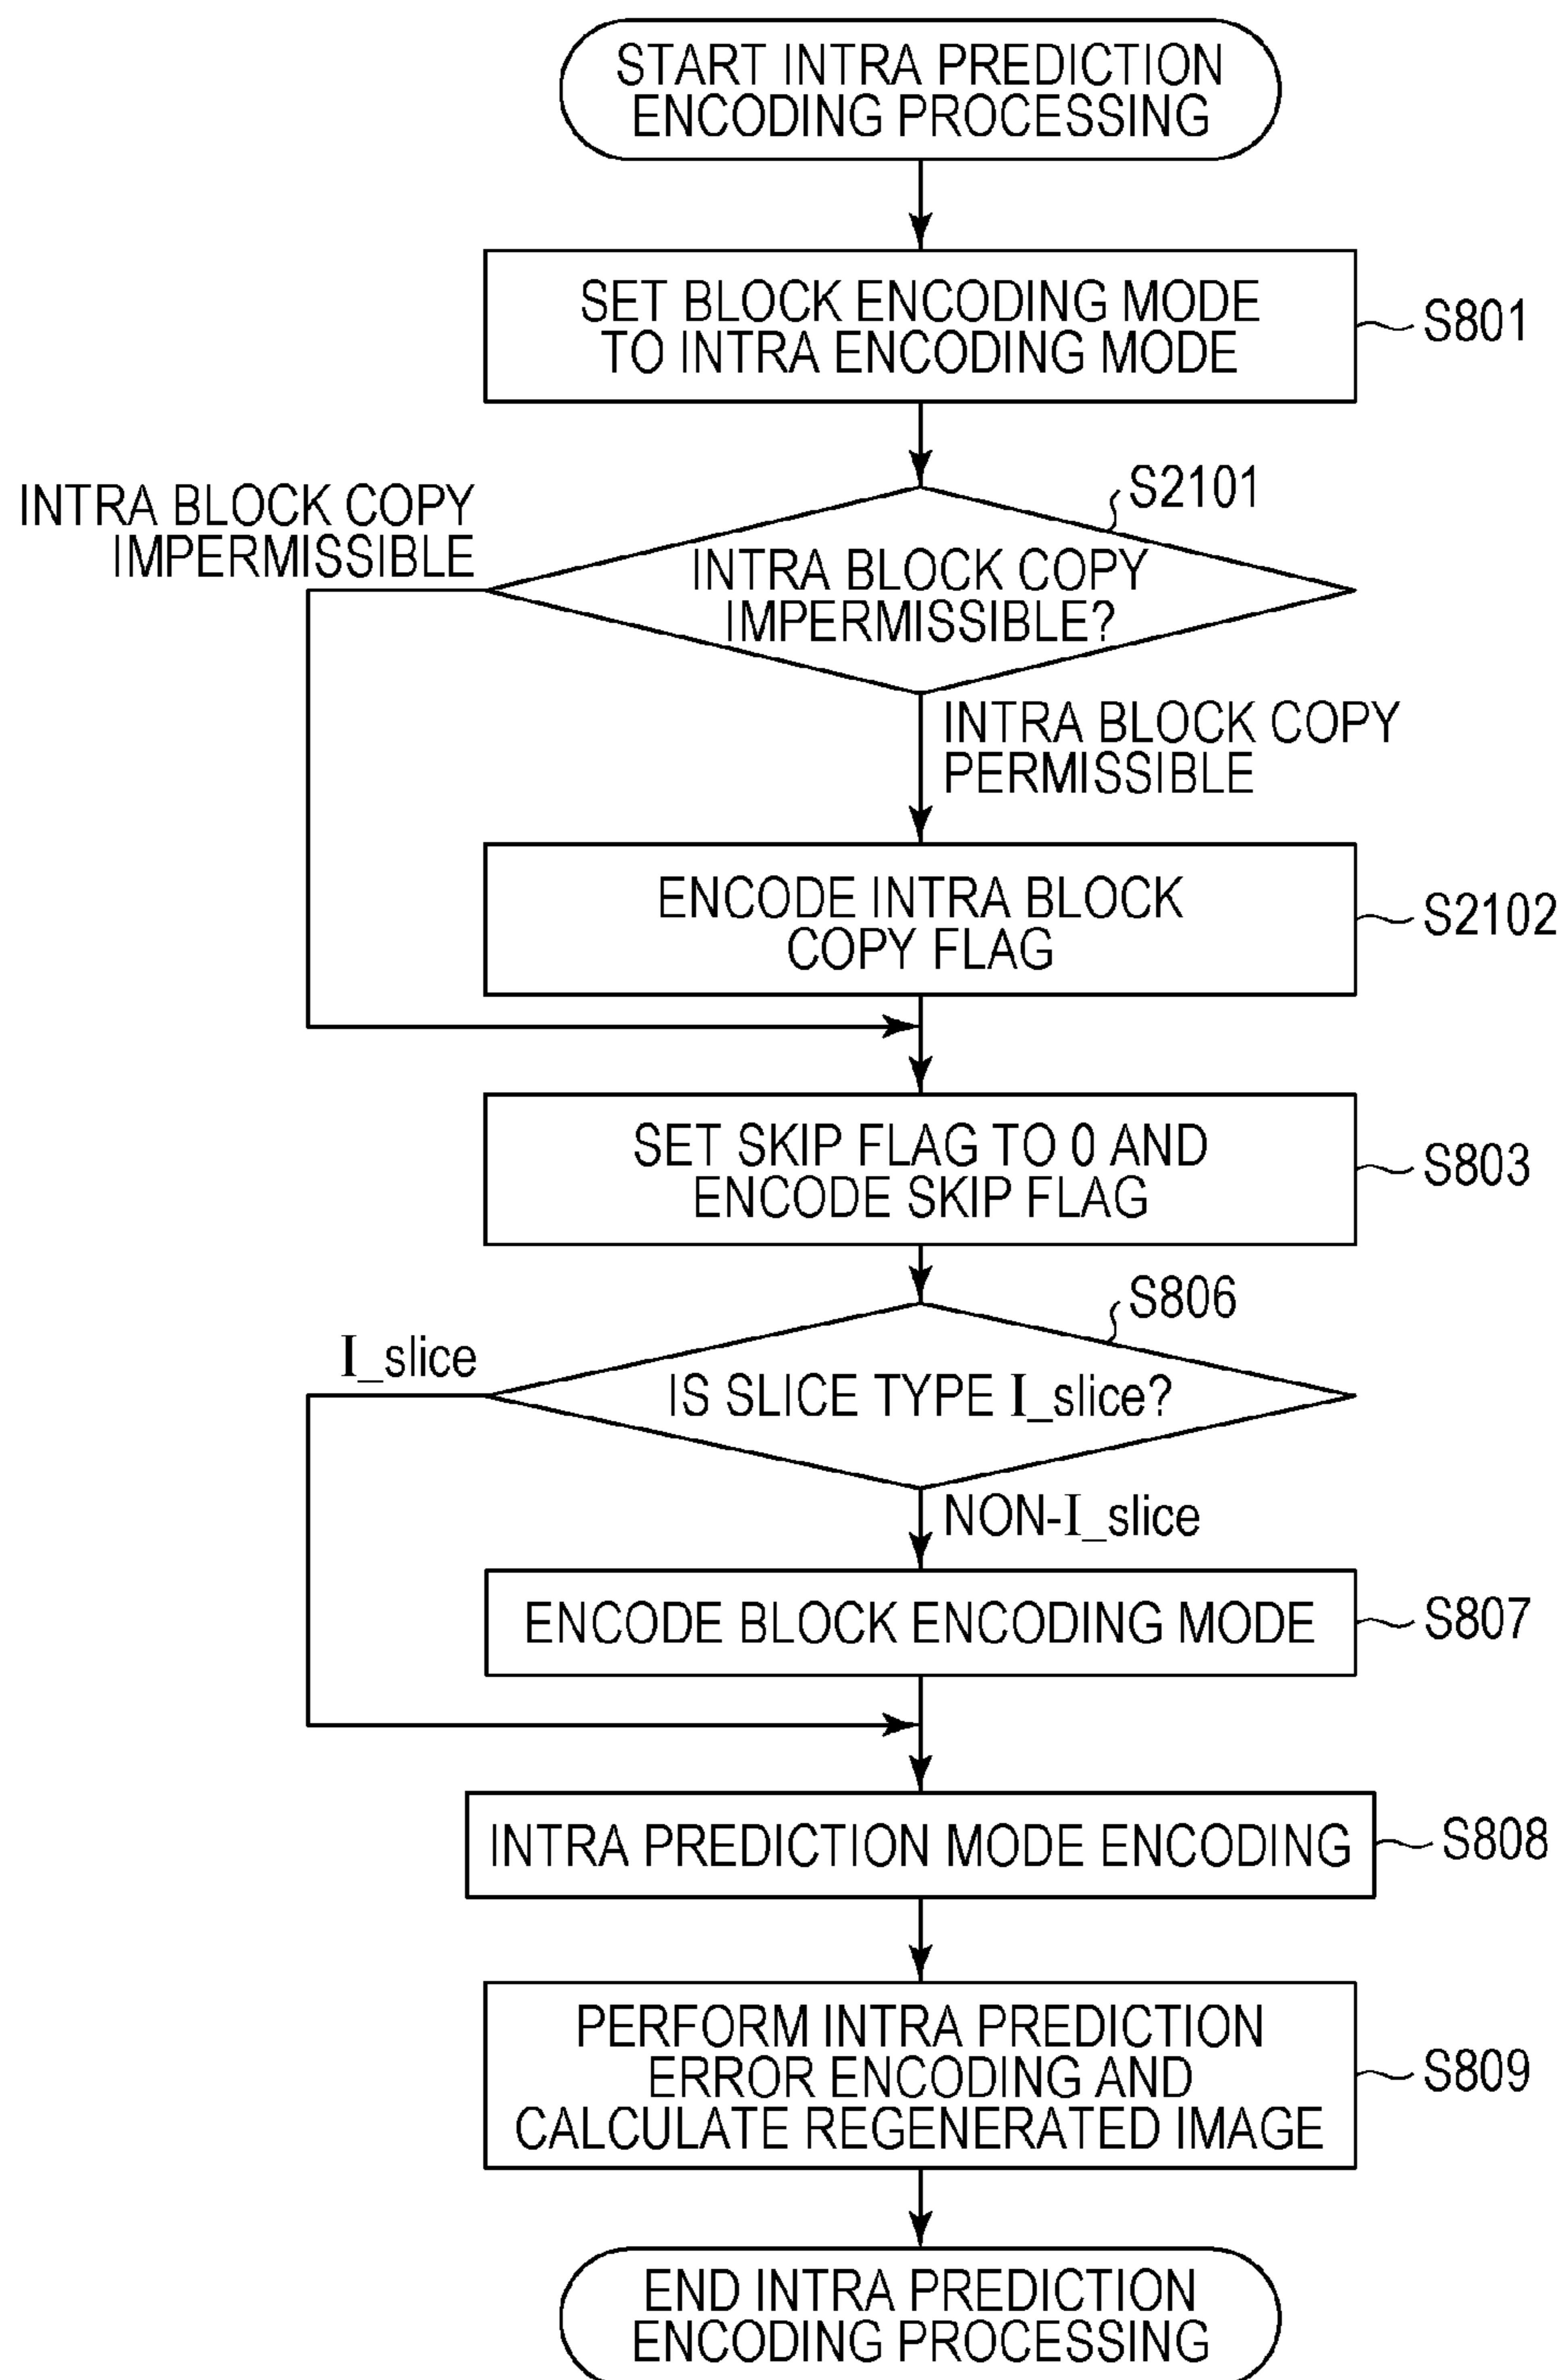 START INTRA PREDICTION
ENCODING PROCESSING
SET BLOCK ENCODING MODE
TO INTRA ENCODING MODE
S801
S2101
INTRA BLOCK COPY
IMPERMISSIBLE
INTRA BLOCK COPY
IMPERMISSIBLE?
INTRA BLOCK COPY
PERMISSIBLE
ENCODE INTRA BLOCK
COPY FLAG
S2102
SET SKIP FLAG TO 0 AND
ENCODE SKIP FLAG
S803
S806
I_slice
IS SLICE TYPE I_slice?
NON-I_slice
ENCODE BLOCK ENCODING MODE
S807
INTRA PREDICTION MODE ENCODING
S808
PERFORM INTRA PREDICTION
ERROR ENCODING AND
CALCULATE REGENERATED IMAGE
S809
END INTRA PREDICTION
ENCODING PROCESSING